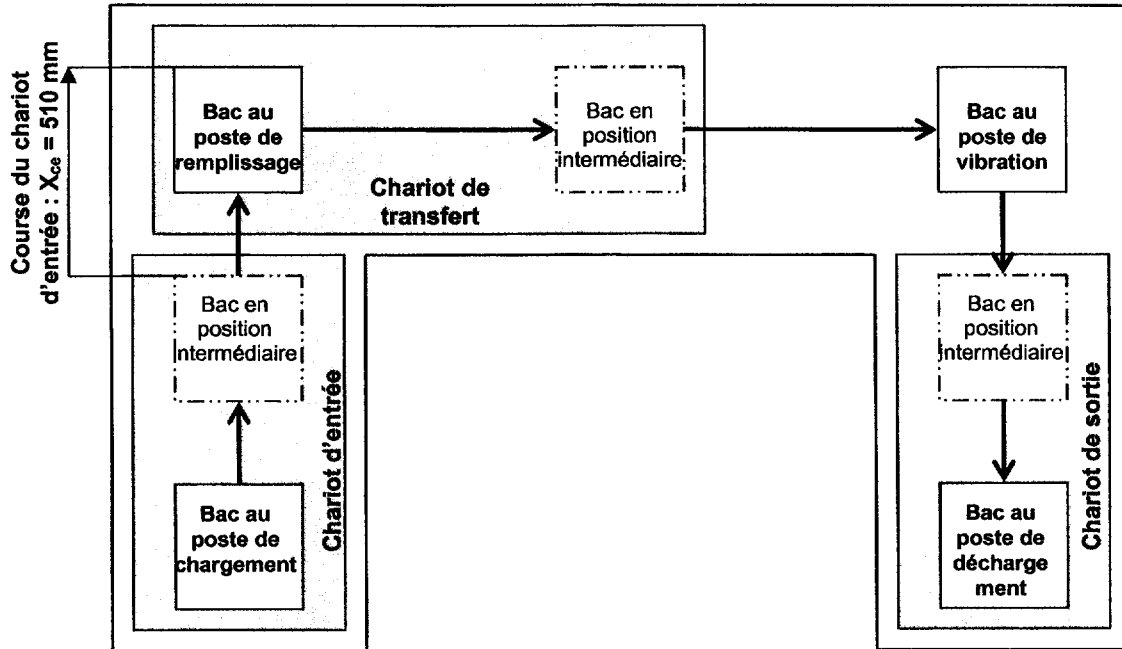 Course du chariot
d'entrée : Xce = 510 mm
Bac au
poste de
remplissage
Bac en
position
intermédiaire
Bac au
poste de
vibration
Chariot de
transfert
Bac en
position
intermédiaire
Chariot d'entrée
Bac au
poste de
chargement
Bac en
position
intermédiaire
Chariot de sortie
Bac au
poste de
décharge
ment